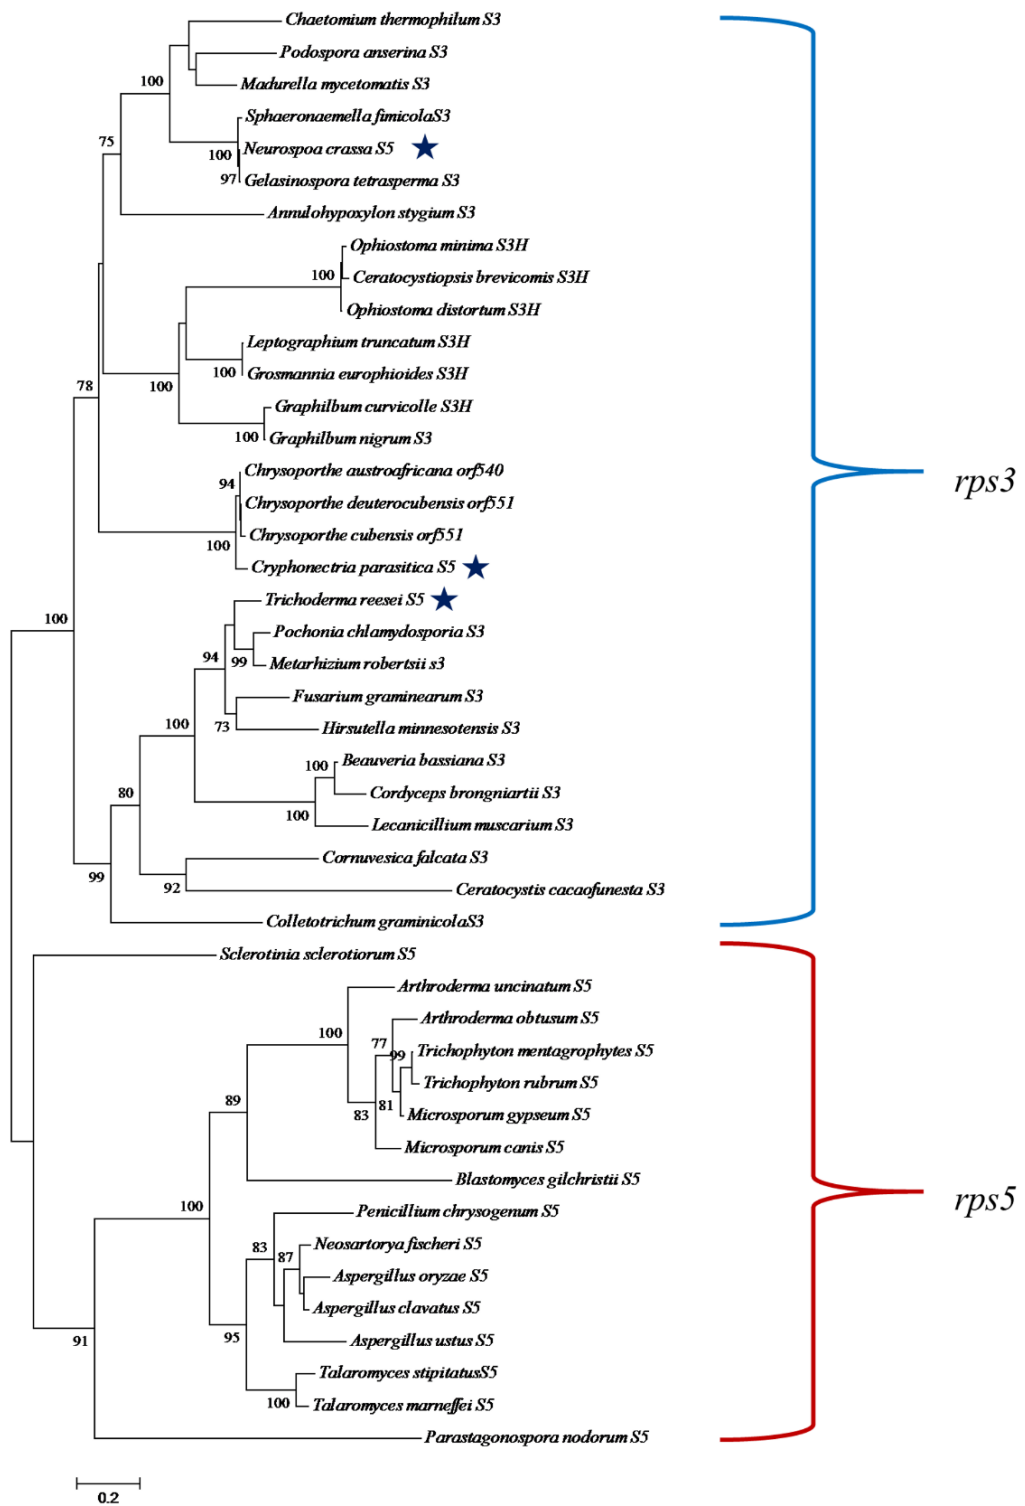 Chaetomium thermophilum S3
Podospora anserina S3
Madurella mycetomatis S3
100
Sphaeronaemella fimicolaS3
75
Neurospoa crassa S5
100
97
Gelasinospora tetrasperma S3
Annulohypoxylon stygium S3
Ophiostoma minima S3H
100
Ceratocystiopsis brevicomis S3H
Ophiostoma distortum S3H
Leptographium truncatum S3H
100
Grosmannia europhioides S3H
100
78
Graphilbum curvicolle S3H
100
Graphilbum nigrum S3
Chrysoporthe austroafricana orf540
rps3
94
Chrysoporthe deuterocubensis orf551
Chrysoporthe cubensis orf551
100
Cryphonectria parasitica S5
Trichoderma reesei S5
100
Pochonia chlamydosporia S3
94
99
Metarhizium robertsii s3
Fusarium graminearum S3
100
73
Hirsutella minnesotensis S3
Beauveria bassiana S3
100
80
Cordyceps brongniartii S3
100
Lecanicillium muscarium S3
Cornuvesica falcata S3
99
92
Ceratocystis cacaofunesta S3
Colletotrichum graminicolaS3
Sclerotinia sclerotiorum S5
Arthroderma uncinatum S5
Arthroderma obtusum S5
100
77
99
Trichophyton mentagrophytes S5
Trichophyton rubrum S5
89
83
81
Microsporum gypseum S5
Microsporum canis S5
Blastomyces gilchristii S5
rps5
100
Penicillium chrysogenum S5
83
87
Neosartorya fischeri S5
Aspergillus oryzae S5
Aspergillus clavatus S5
91
95
Aspergillus ustus S5
Talaromyces stipitatusS5
100
Talaromyces marneffei S5
Parastagonospora nodorum S5
0.2